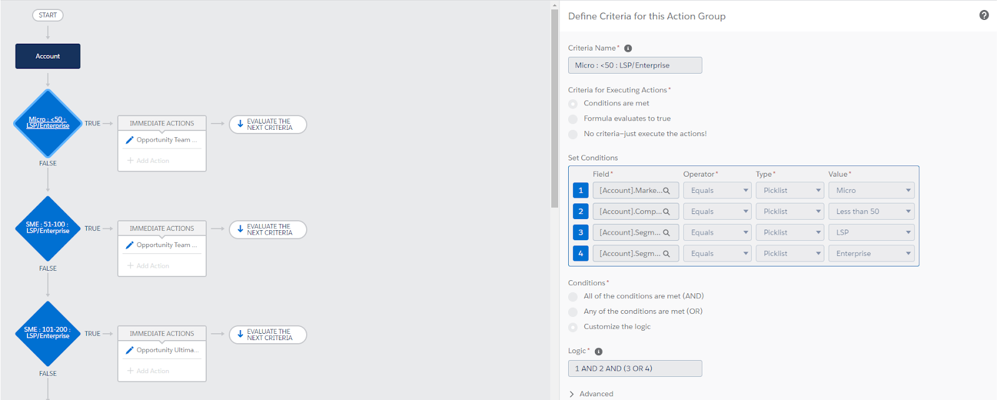 START
Account
Micro : <50 :
LSP/Enterprise
TRUE
IMMEDIATE ACTIONS
Opportunity Team ...
+ Add Action
EVALUATE THE
NEXT CRITERIA
FALSE
SME : 51-100 :
LSP/Enterprise
TRUE
IMMEDIATE ACTIONS
Opportunity Team ...
+ Add Action
EVALUATE THE
NEXT CRITERIA
FALSE
SME : 101-200 :
LSP/Enterprise
TRUE
IMMEDIATE ACTIONS
Opportunity Ultima...
+ Add Action
EVALUATE THE
NEXT CRITERIA
FALSE
Define Criteria for this Action Group
Criteria Name*
Micro : <50 : LSP/Enterprise
Criteria for Executing Actions*
Conditions are met
Formula evaluates to true
No criteria—just execute the actions!
Set Conditions
Field* Operator* Type* Value*
1 [Account].Marke... Equals Picklist Micro
2 [Account].Comp... Equals Picklist Less than 50
3 [Account].Segm... Equals Picklist LSP
4 [Account].Segm... Equals Picklist Enterprise
Conditions*
All of the conditions are met (AND)
Any of the conditions are met (OR)
Customize the logic
Logic*
1 AND 2 AND (3 OR 4)
Advanced